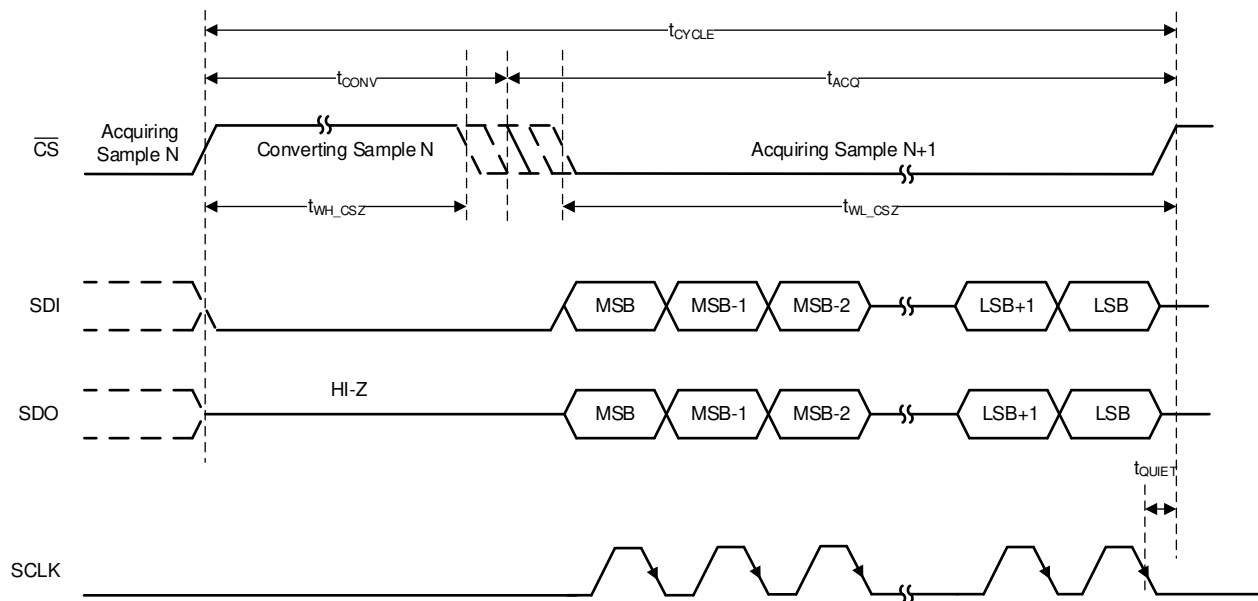 tCYCLE
tCONV
tACQ
CS
Acquiring
Sample N
Converting Sample N
Acquiring Sample N+1
tWH_CSZ
tWL_CSZ
SDI
MSB
MSB-1
MSB-2
LSB+1
LSB
SDO
HI-Z
MSB
MSB-1
MSB-2
LSB+1
LSB
tQUIET
SCLK